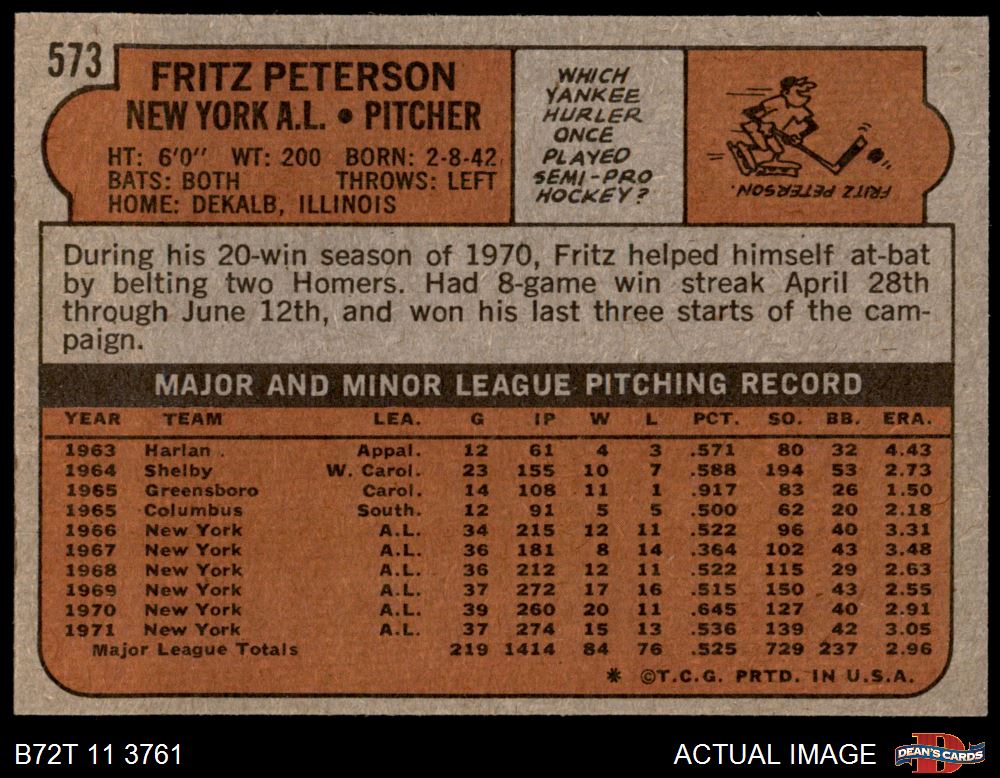 573
FRITZ PETERSON
NEW YORK A.L. • PITCHER
HT: 6'0" WT: 200 BORN: 2-8-42
BATS: BOTH THROWS: LEFT
HOME: DEKALB, ILLINOIS
WHICH
YANKEE
HURLER
ONCE
PLAYED
SEMI-PRO
HOCKEY?
FRITZ PETERSON.
During his 20-win season of 1970, Fritz helped himself at-bat
by belting two Homers. Had 8-game win streak April 28th
through June 12th, and won his last three starts of the cam-
paign.
MAJOR AND MINOR LEAGUE PITCHING RECORD
YEAR TEAM LEA. G IP W L PCT. SO. BB. ERA.
1963 Harlan Appal. 12 61 4 3 .571 80 32 4.43
1964 Shelby W. Carol. 23 155 10 7 .588 194 53 2.73
1965 Greensboro Carol. 14 108 11 1 .917 83 26 1.50
1965 Columbus South. 12 91 5 5 .500 62 20 2.18
1966 New York A.L. 34 215 12 11 .522 96 40 3.31
1967 New York A.L. 36 181 8 14 .364 102 43 3.48
1968 New York A.L. 36 212 12 11 .522 115 29 2.63
1969 New York A.L. 37 272 17 16 .515 150 43 2.55
1970 New York A.L. 39 260 20 11 .645 127 40 2.91
1971 New York A.L. 37 274 15 13 .536 139 42 3.05
Major League Totals 219 1414 84 76 .525 729 237 2.96
* ©T.C.G. PRTD. IN U.S.A.
B72T 11 3761
ACTUAL IMAGE
DEAN'S CARDS